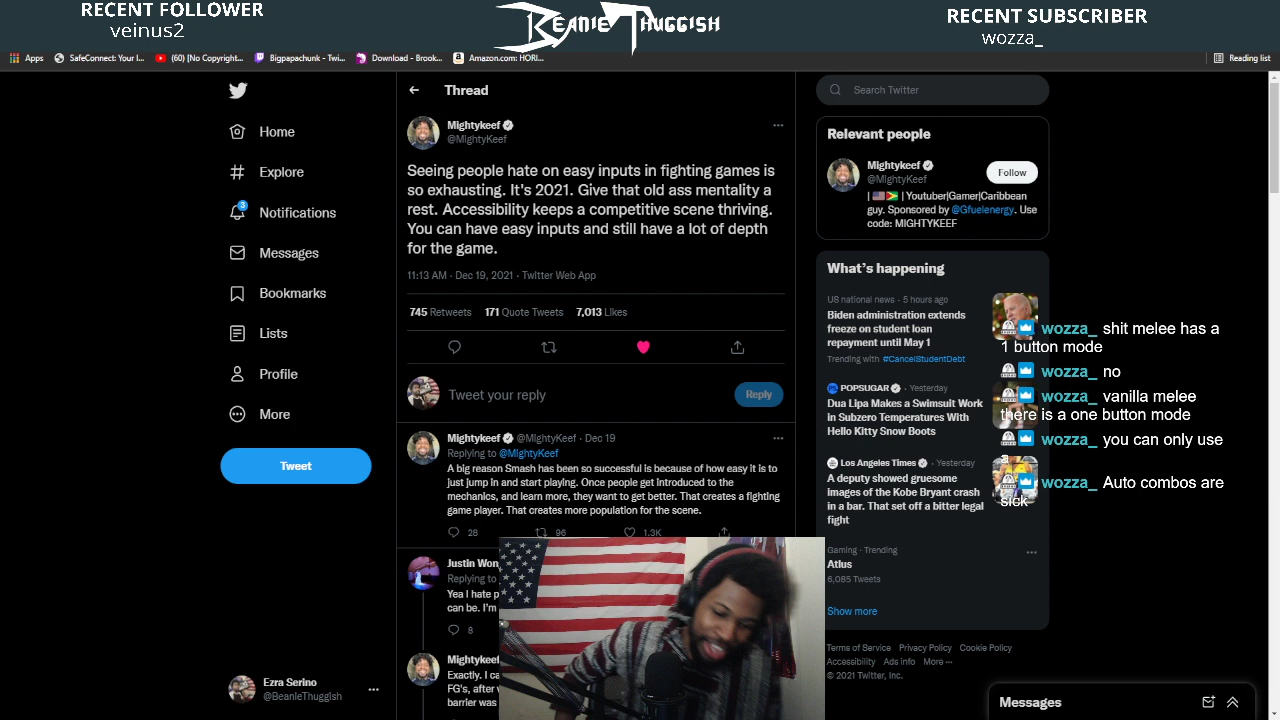 RECENT FOLLOWER
veinus2
BEANIE THUGGISH
RECENT SUBSCRIBER
wozza_
Apps
SafeConnect: Your I...
(60) [No Copyright...
Bigpapachunk - Twi...
Download - Brook...
Amazon.com: HORI...
Reading list
Home
Explore
3
Notifications
Messages
Bookmarks
Lists
Profile
More
Tweet
Ezra Serino
@BeanieThuggish
Thread
Mightykeef
@MightyKeef
Seeing people hate on easy inputs in fighting games is
so exhausting. It's 2021. Give that old ass mentality a
rest. Accessibility keeps a competitive scene thriving.
You can have easy inputs and still have a lot of depth
for the game.
11:13 AM · Dec 19, 2021 · Twitter Web App
745 Retweets 171 Quote Tweets 7,013 Likes
Tweet your reply
Reply
Mightykeef @MightyKeef · Dec 19
Replying to @MightyKeef
A big reason Smash has been so successful is because of how easy it is to
just jump in and start playing. Once people get introduced to the
mechanics, and learn more, they want to get better. That creates a fighting
game player. That creates more population for the scene.
28 96 1.3K
Justin Won
Replying to
Yea I hate p
can be. I'm
8
Mightykeef
Exactly. I ca
FG's, after
barrier was
Search Twitter
Relevant people
Mightykeef
@MightyKeef
Follow
| | Youtuber|Gamer|Caribbean
guy. Sponsored by @Gfuelenergy. Use
code: MIGHTYKEEF
What's happening
US national news · 5 hours ago
Biden administration extends
freeze on student loan
repayment until May 1
Trending with #CancelStudentDebt
POPSUGAR · Yesterday
Dua Lipa Makes a Swimsuit Work
in Subzero Temperatures With
Hello Kitty Snow Boots
Los Angeles Times · Yesterday
A deputy showed gruesome
images of the Kobe Bryant crash
in a bar. That set off a bitter legal
fight
Gaming · Trending
Atlus
6,085 Tweets
Show more
Terms of Service Privacy Policy Cookie Policy
Accessibility Ads info More
© 2021 Twitter, Inc.
wozza_ shit melee has a
1 button mode
wozza_ no
wozza_ vanilla melee
there is a one button mode
wozza_ you can only use
a
wozza_ Auto combos are
sick
Messages